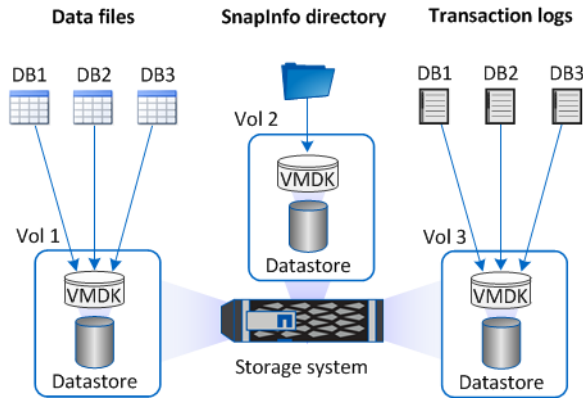 Data files
SnapInfo directory
Transaction logs
DB1 DB2 DB3
DB1 DB2 DB3
Vol 2
VMDK
Datastore
Vol 1
VMDK
Datastore
Vol 3
VMDK
Datastore
Storage system